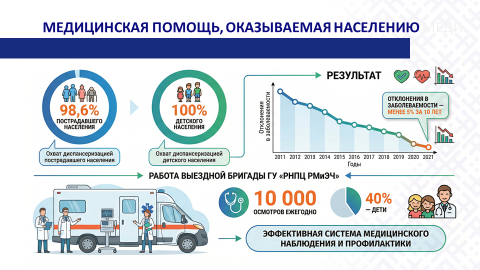 МЕДИЦИНСКАЯ ПОМОЩЬ, ОКАЗЫВАЕМАЯ НАСЕЛЕНИЮ
98,6%
ПОСТРАДАВШЕГО
НАСЕЛЕНИЯ
Охват диспансеризацией
пострадавшего населения
100%
ДЕТСКОГО
НАСЕЛЕНИЯ
Охват диспансеризацией
детского населения
РЕЗУЛЬТАТ
Отклонения
в заболеваемости
ОТКЛОНЕНИЯ В
ЗАБОЛЕВАЕМОСТИ —
МЕНЕЕ 5% ЗА 10 ЛЕТ
2011 2012 2013 2014 2015 2016 2017 2018 2019 2020 2021
Годы
РАБОТА ВЫЕЗДНОЙ БРИГАДЫ ГУ «РНПЦ РМиЭЧ»
10 000
ОСМОТРОВ ЕЖЕГОДНО
40%
— ДЕТИ
ЭФФЕКТИВНАЯ СИСТЕМА МЕДИЦИНСКОГО
НАБЛЮДЕНИЯ И ПРОФИЛАКТИКИ